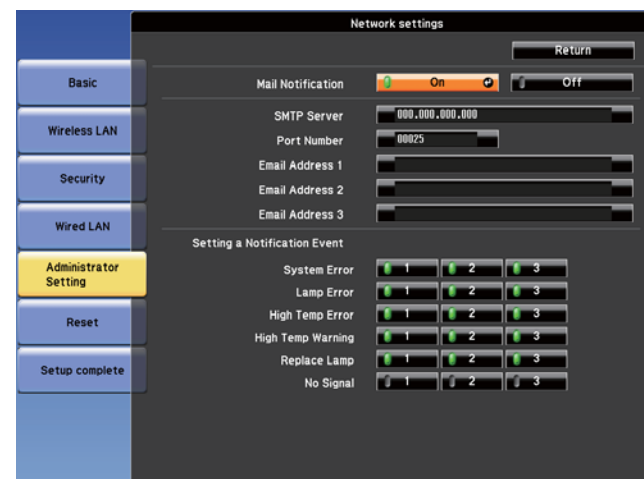 Network settings
Return
Basic
Wireless LAN
Security
Wired LAN
Administrator
Setting
Reset
Setup complete
Mail Notification On Off
SMTP Server 000.000.000.000
Port Number 00025
Email Address 1
Email Address 2
Email Address 3
Setting a Notification Event
System Error 1 2 3
Lamp Error 1 2 3
High Temp Error 1 2 3
High Temp Warning 1 2 3
Replace Lamp 1 2 3
No Signal 1 2 3